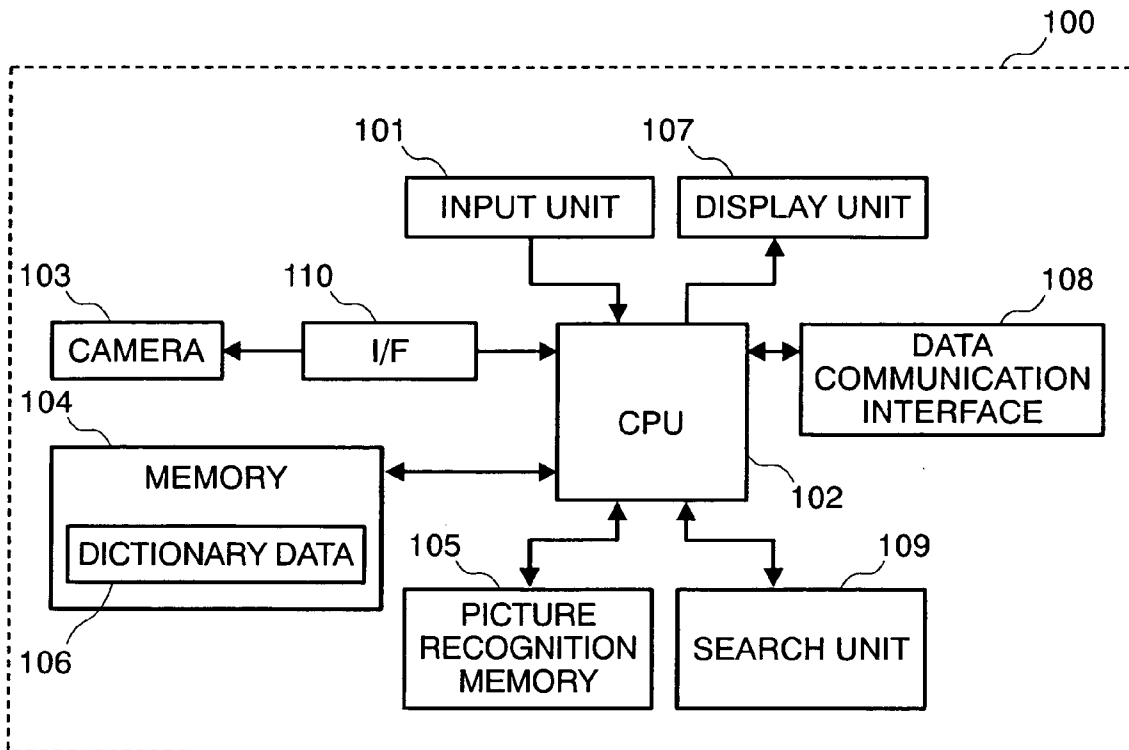 100
101
107
INPUT UNIT
DISPLAY UNIT
103
110
108
CAMERA
I/F
DATA
COMMUNICATION
INTERFACE
CPU
104
MEMORY
102
DICTIONARY DATA
105
109
106
PICTURE
RECOGNITION
MEMORY
SEARCH UNIT